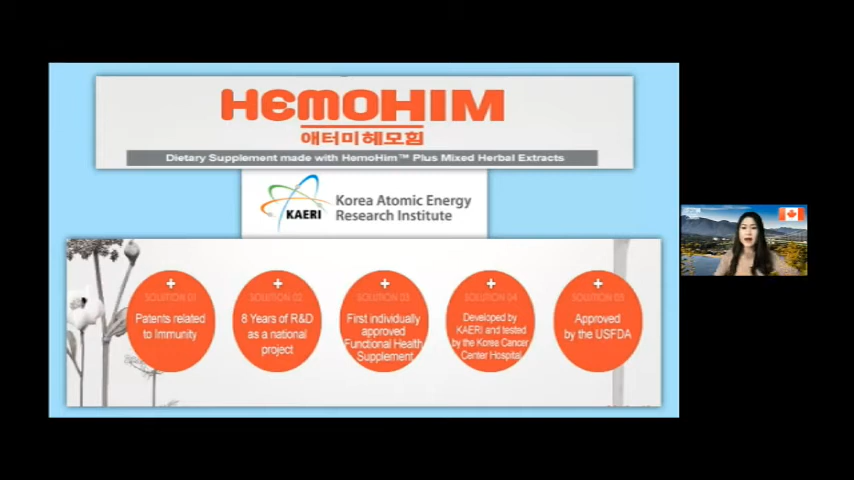 HEMOHIM
애터미헤모힘
Dietary Supplement made with HemoHim™ Plus Mixed Herbal Extracts
KAERI
Korea Atomic Energy
Research Institute
SOLUTION 01
Patents related
to Immunity
SOLUTION 02
8 Years of R&D
as a national
project
SOLUTION 03
First individually
approved
Functional Health
Supplement
SOLUTION 04
Developed by
KAERI and tested
by the Korea Cancer
Center Hospital
SOLUTION 05
Approved
by the USFDA